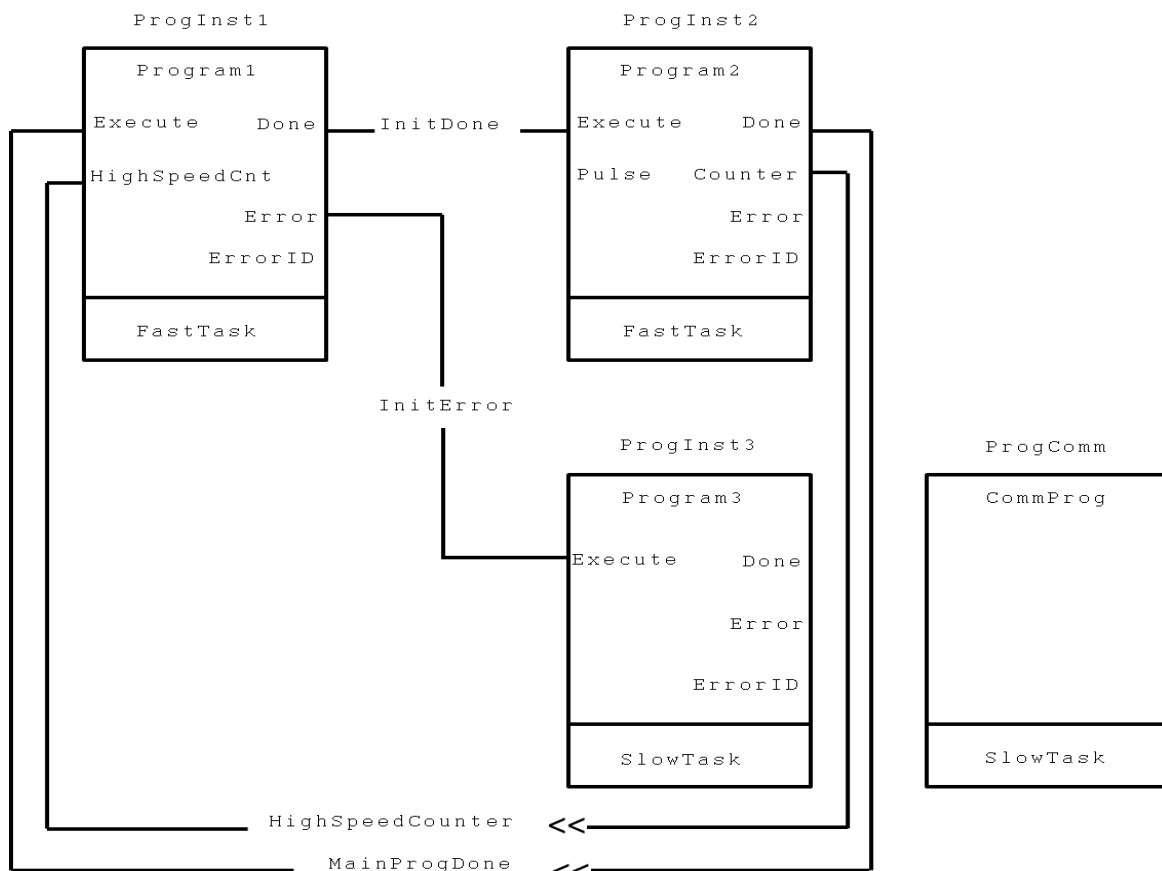 ProgInst1 ProgInst2
Program1 Program2
Execute Done InitDone Execute Done
HighSpeedCnt Pulse Counter
Error Error
ErrorID ErrorID
FastTask FastTask
InitError
ProgInst3 ProgComm
Program3 CommProg
Execute Done
Error
ErrorID
SlowTask SlowTask
HighSpeedCounter <<
MainProgDone <<